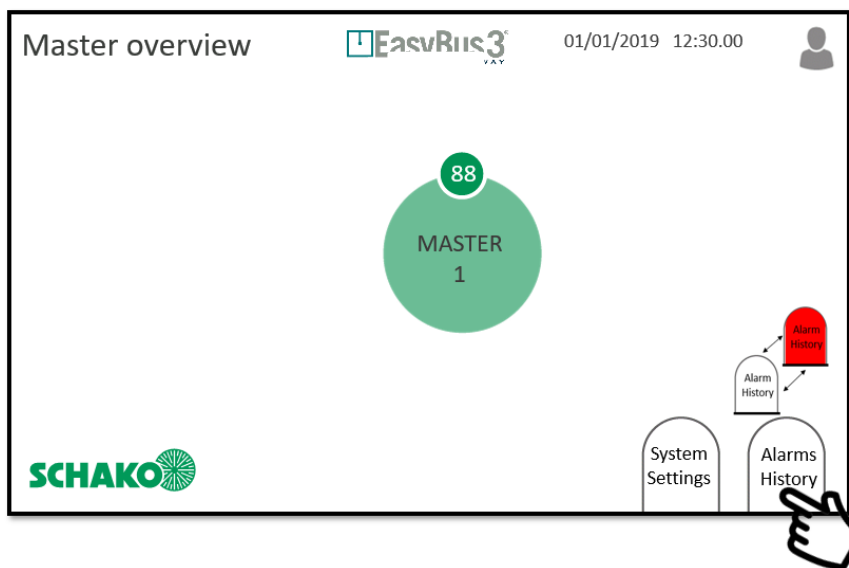 Master overview
EasyBus3
01/01/2019 12:30.00
88
MASTER
1
Alarm
History
Alarm
History
System
Settings
Alarms
History
SCHAKO